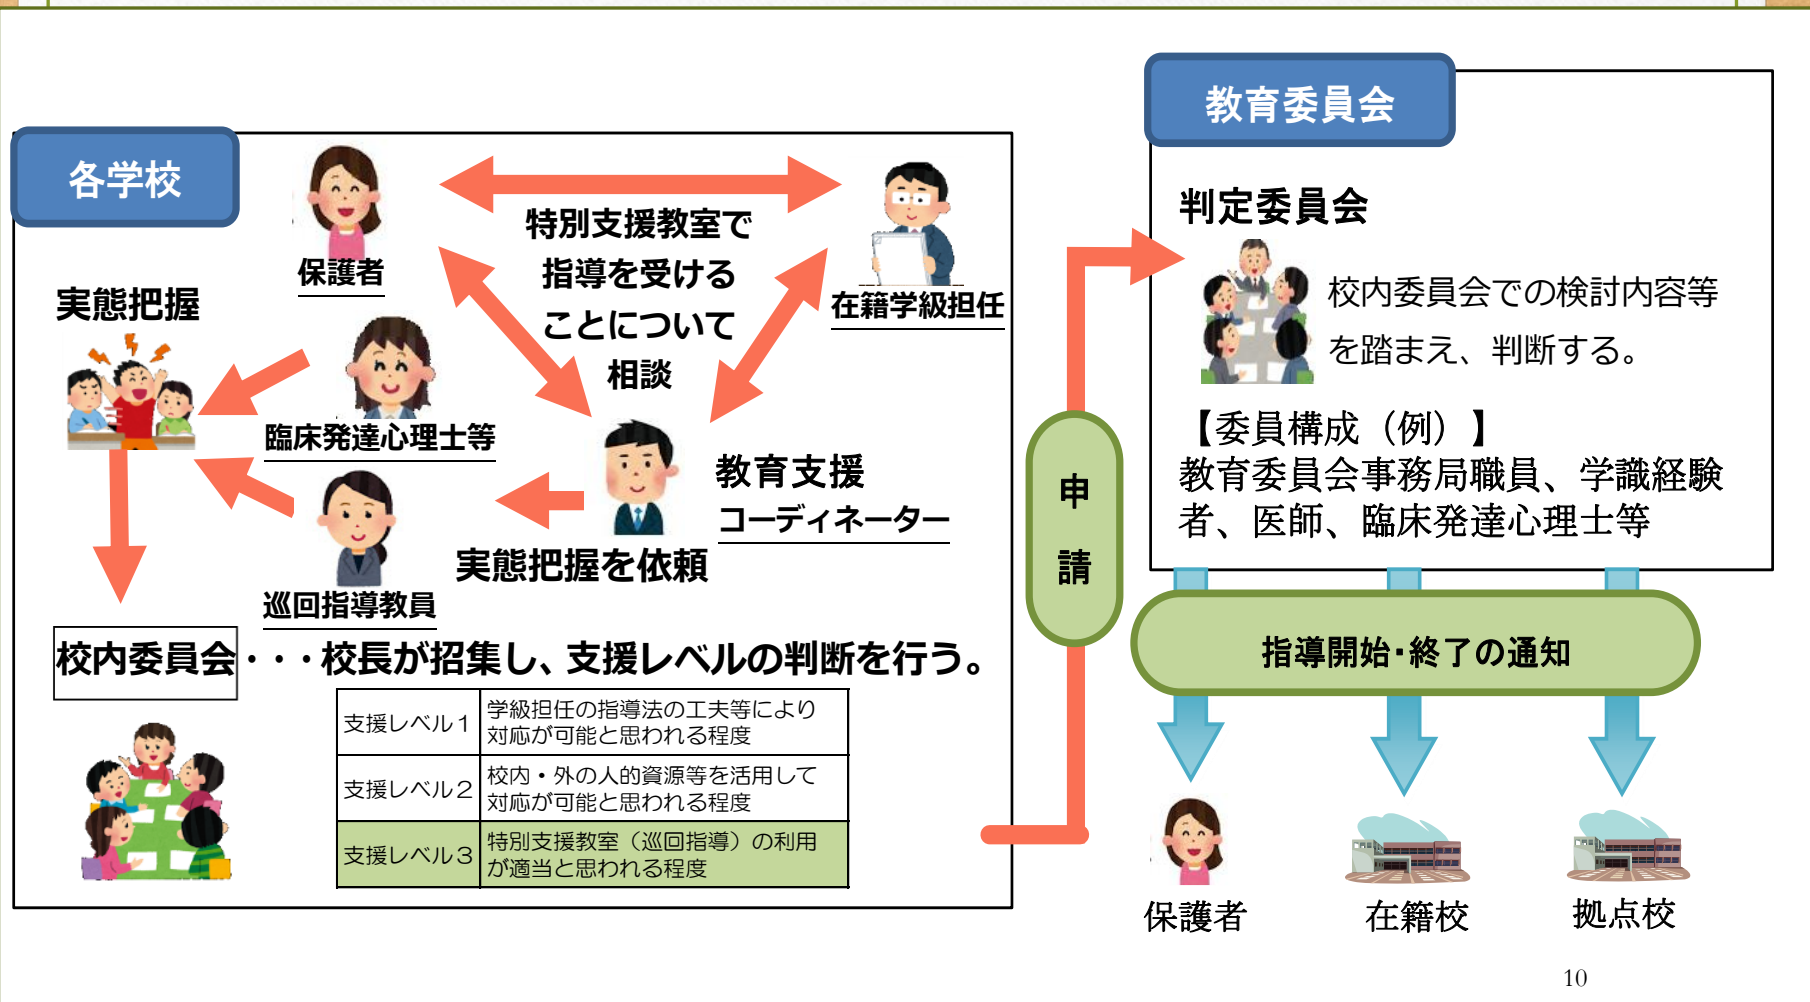 各学校
保護者
特別支援教室で
指導を受ける
ことについて
相談
在籍学級担任
実態把握
臨床発達心理士等
教育支援
コーディネーター
実態把握を依頼
巡回指導教員
校内委員会・・・校長が招集し、支援レベルの判断を行う。
支援レベル1 学級担任の指導法の工夫等により
対応が可能と思われる程度
支援レベル2 校内・外の人的資源等を活用して
対応が可能と思われる程度
支援レベル3 特別支援教室（巡回指導）の利用
が適当と思われる程度
申
請
教育委員会
判定委員会
校内委員会での検討内容等
を踏まえ、判断する。
【委員構成（例）】
教育委員会事務局職員、学識経験
者、医師、臨床発達心理士等
指導開始・終了の通知
保護者
在籍校
拠点校
10